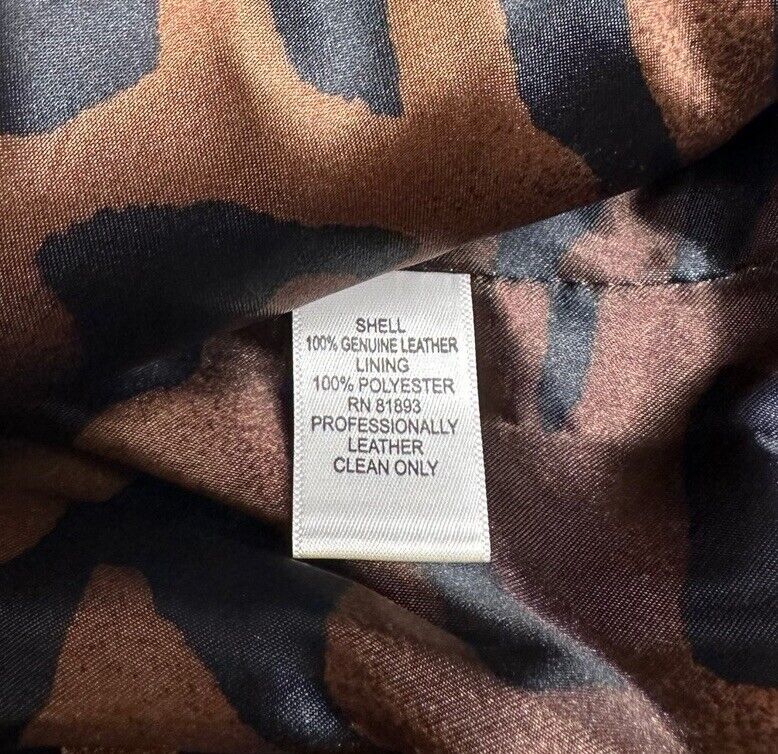 SHELL
100% GENUINE LEATHER
LINING
100% POLYESTER
RN 81893
PROFESSIONALLY
LEATHER
CLEAN ONLY